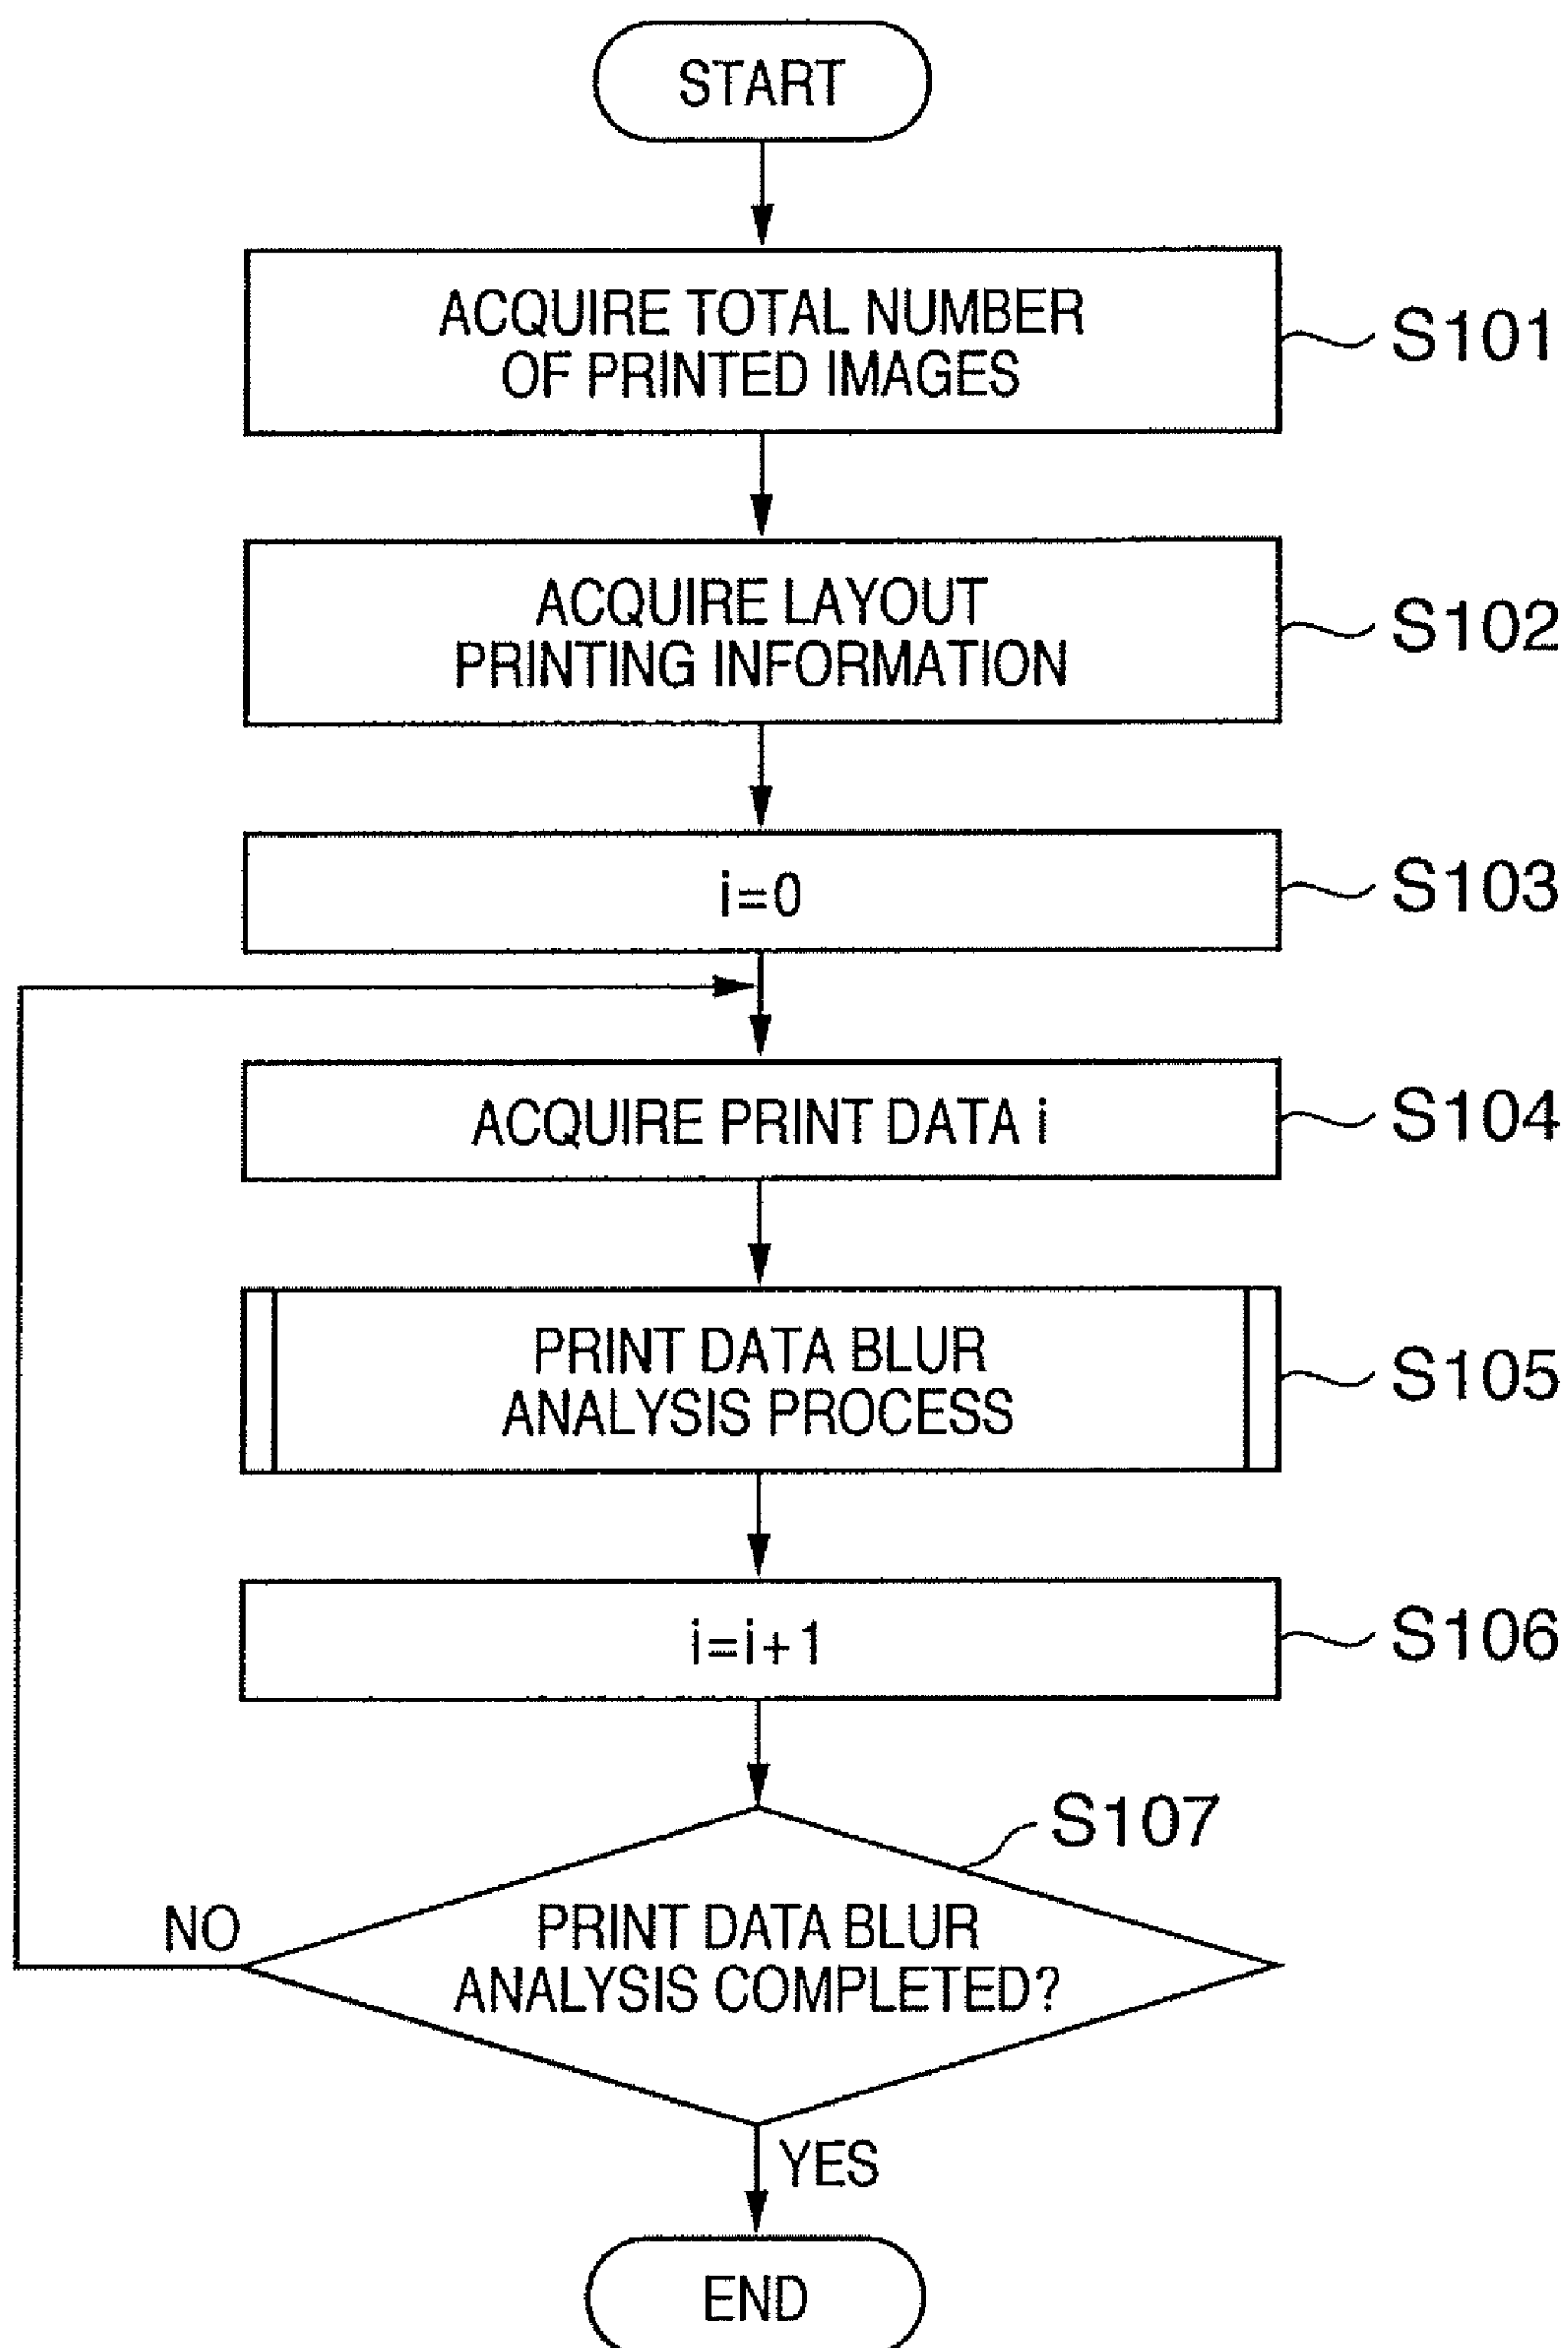 START
ACQUIRE TOTAL NUMBER
OF PRINTED IMAGES
S101
ACQUIRE LAYOUT
PRINTING INFORMATION
S102
i=0
S103
ACQUIRE PRINT DATA i
S104
PRINT DATA BLUR
ANALYSIS PROCESS
S105
i=i+1
S106
S107
NO
PRINT DATA BLUR
ANALYSIS COMPLETED?
YES
END